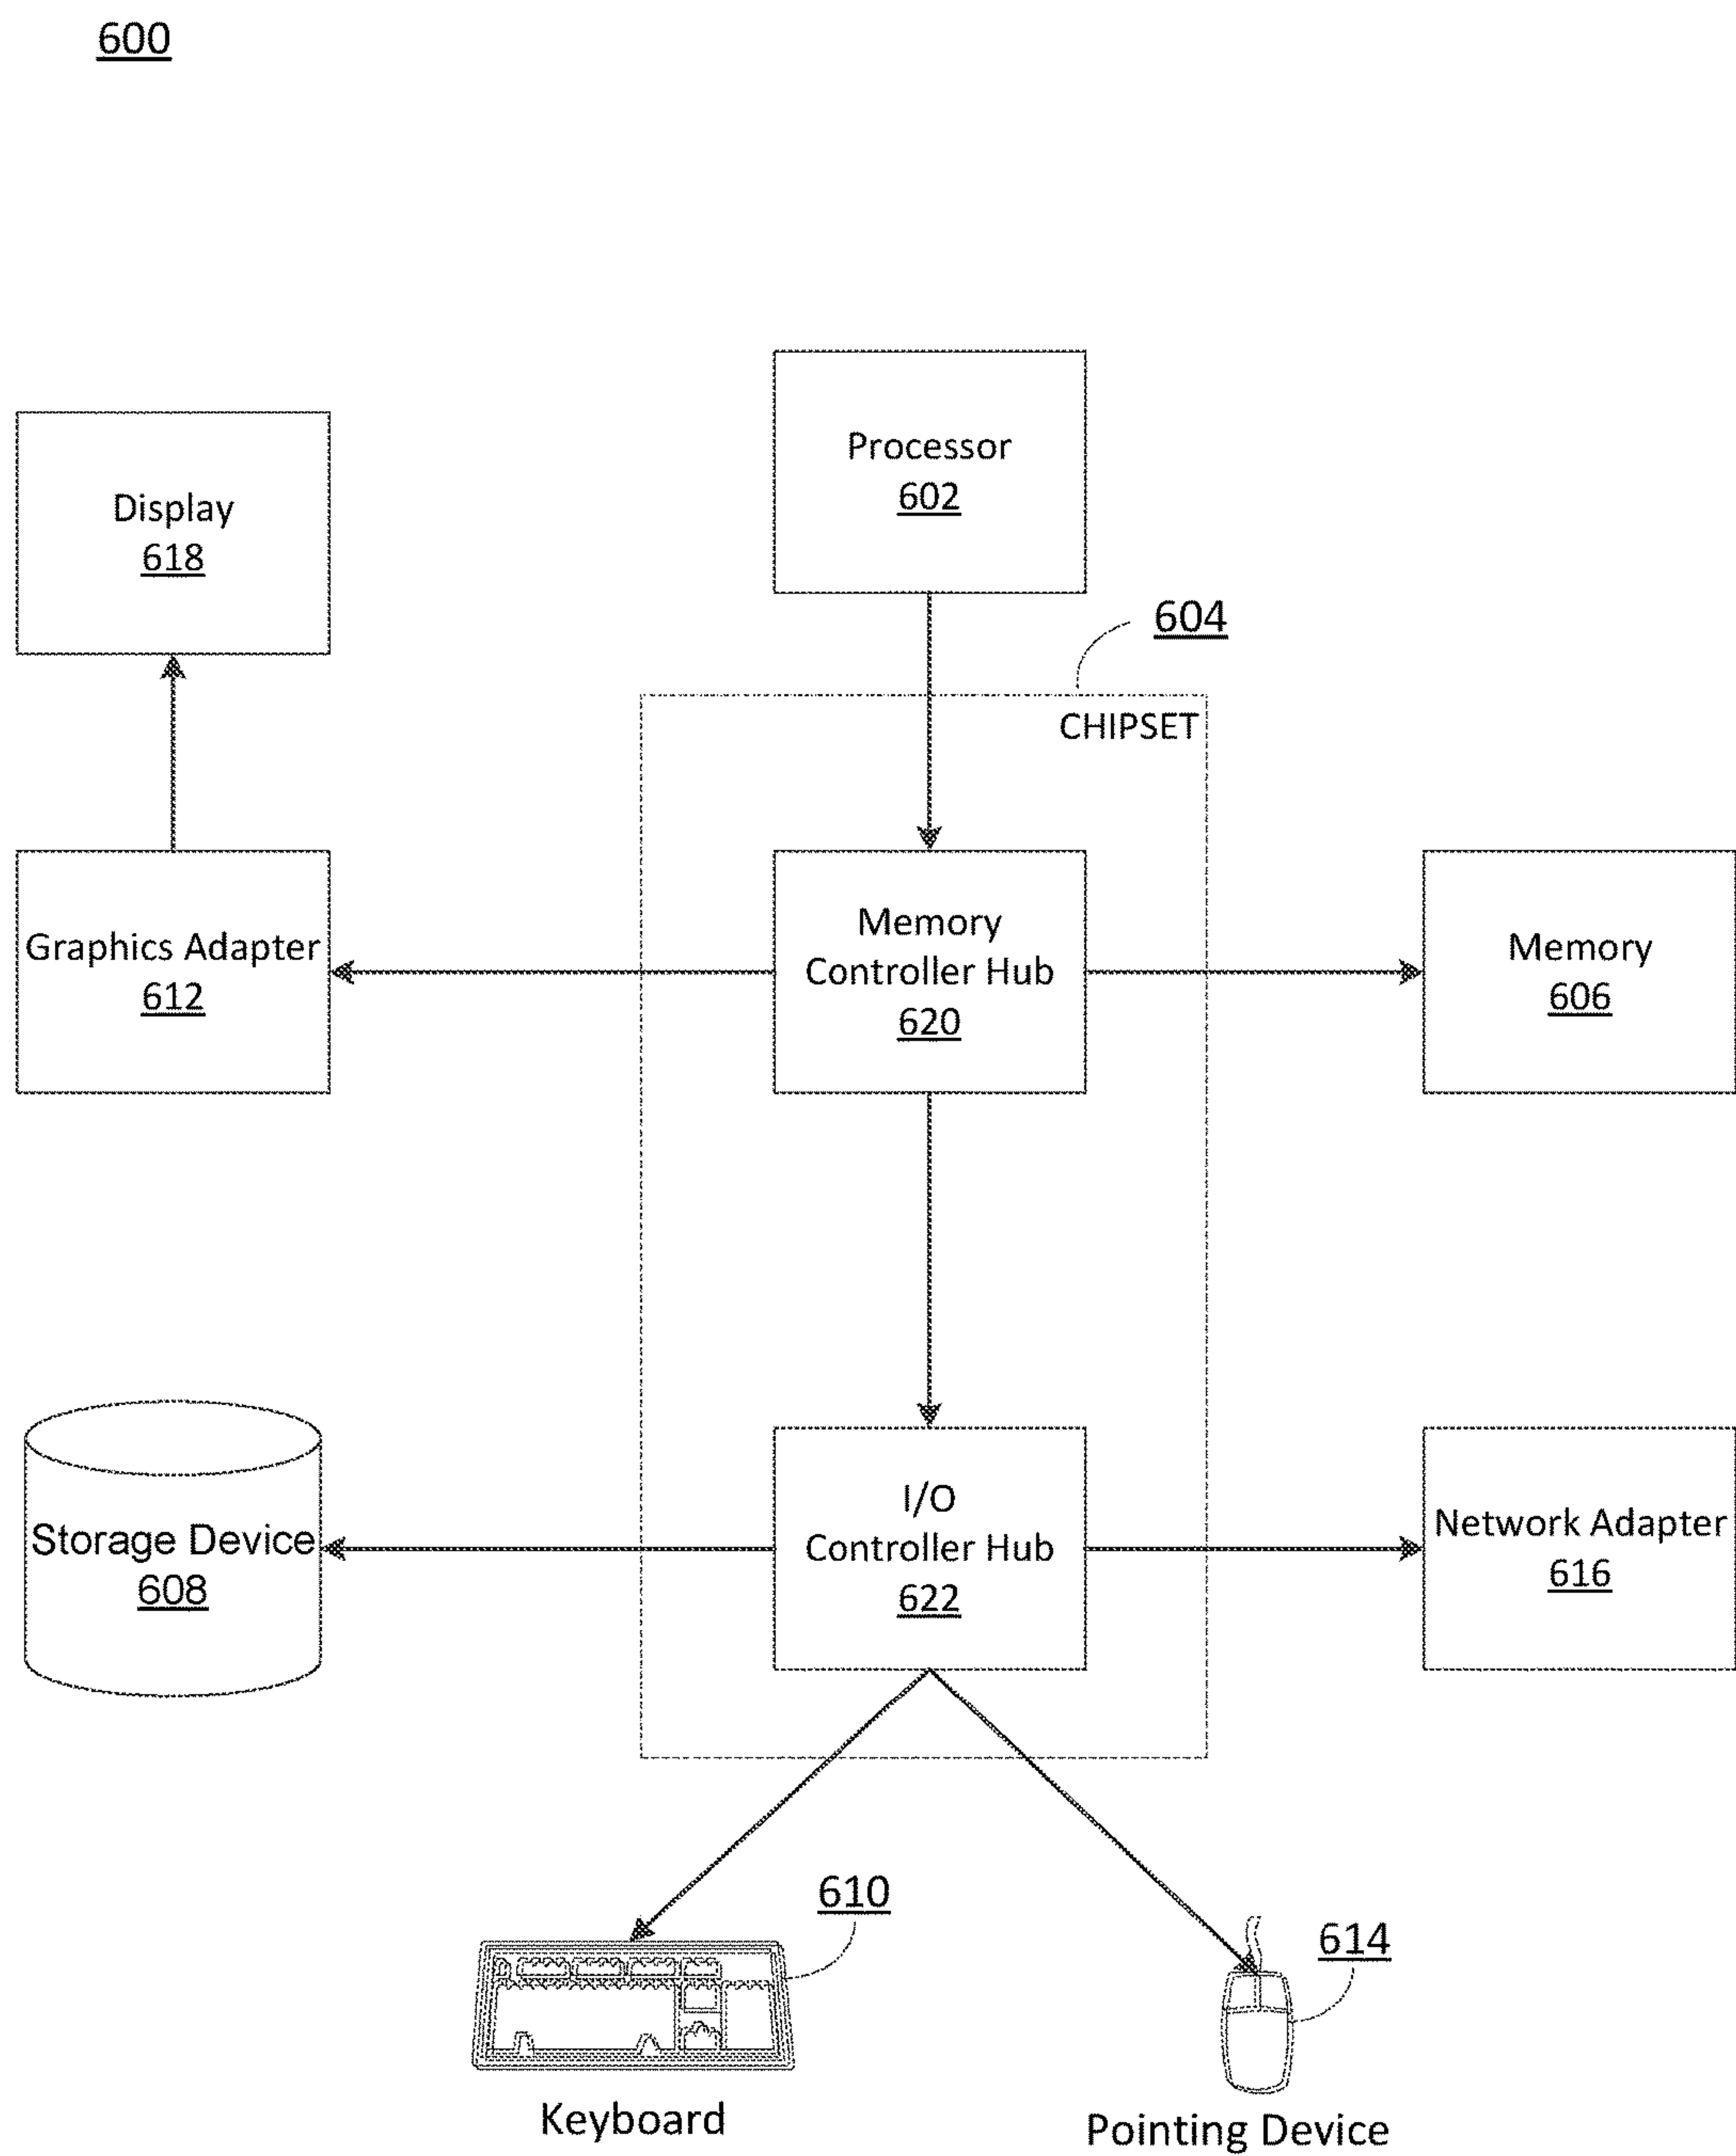 600
Processor
602
Display
618
604
CHIPSET
Graphics Adapter
612
Memory
Controller Hub
620
Memory
606
Storage Device
608
I/O
Controller Hub
622
Network Adapter
616
610
614
Keyboard
Pointing Device